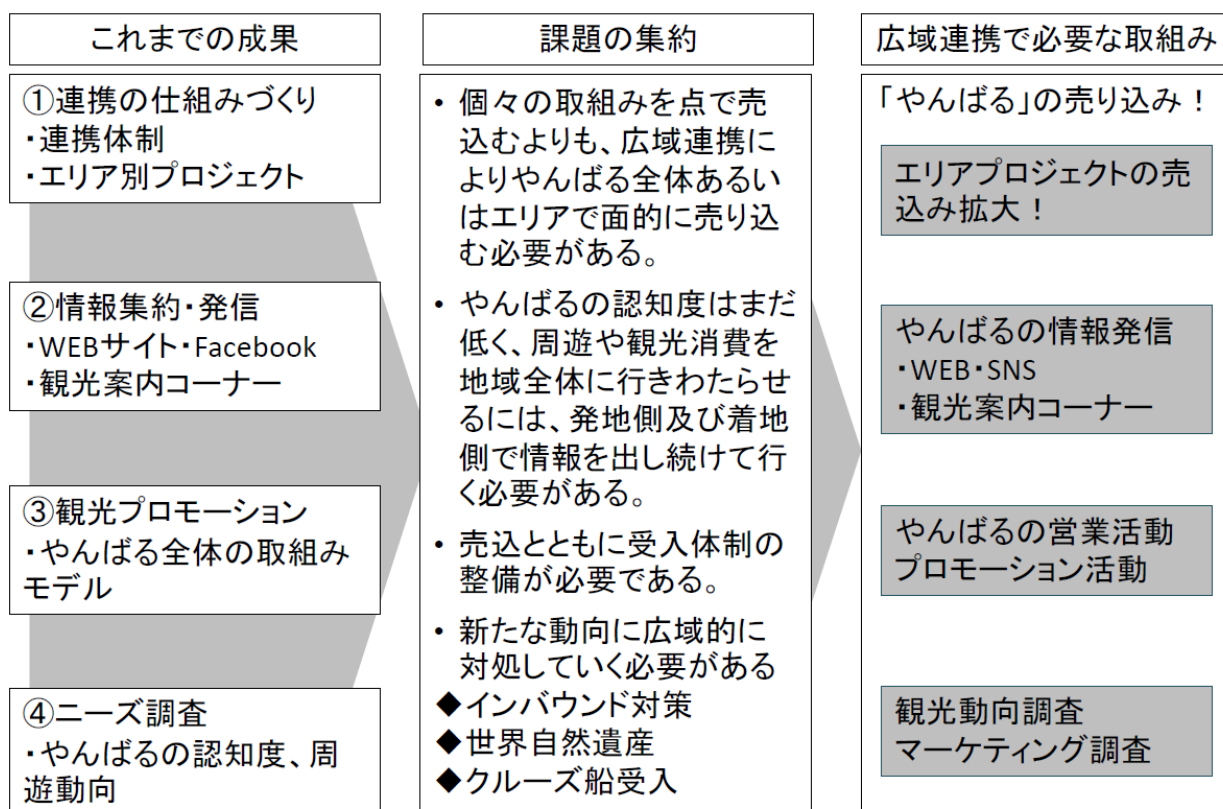 これまでの成果
①連携の仕組みづくり
・連携体制
・エリア別プロジェクト
②情報集約・発信
・WEBサイト・Facebook
・観光案内コーナー
③観光プロモーション
・やんばる全体の取組み
モデル
④ニーズ調査
・やんばるの認知度、周
遊動向
課題の集約
• 個々の取組みを点で売
込むよりも、広域連携に
よりやんばる全体あるい
はエリアで面的に売り込
む必要がある。
• やんばるの認知度はまだ
低く、周遊や観光消費を
地域全体に行きわたらせ
るには、発地側及び着地
側で情報を出し続けて行
く必要がある。
• 売込とともに受入体制の
整備が必要である。
• 新たな動向に広域的に
対処していく必要がある
◆インバウンド対策
◆世界自然遺産
◆クルーズ船受入
広域連携で必要な取組み
「やんばる」の売り込み！
エリアプロジェクトの売
込み拡大！
やんばるの情報発信
・WEB・SNS
・観光案内コーナー
やんばるの営業活動
プロモーション活動
観光動向調査
マーケティング調査